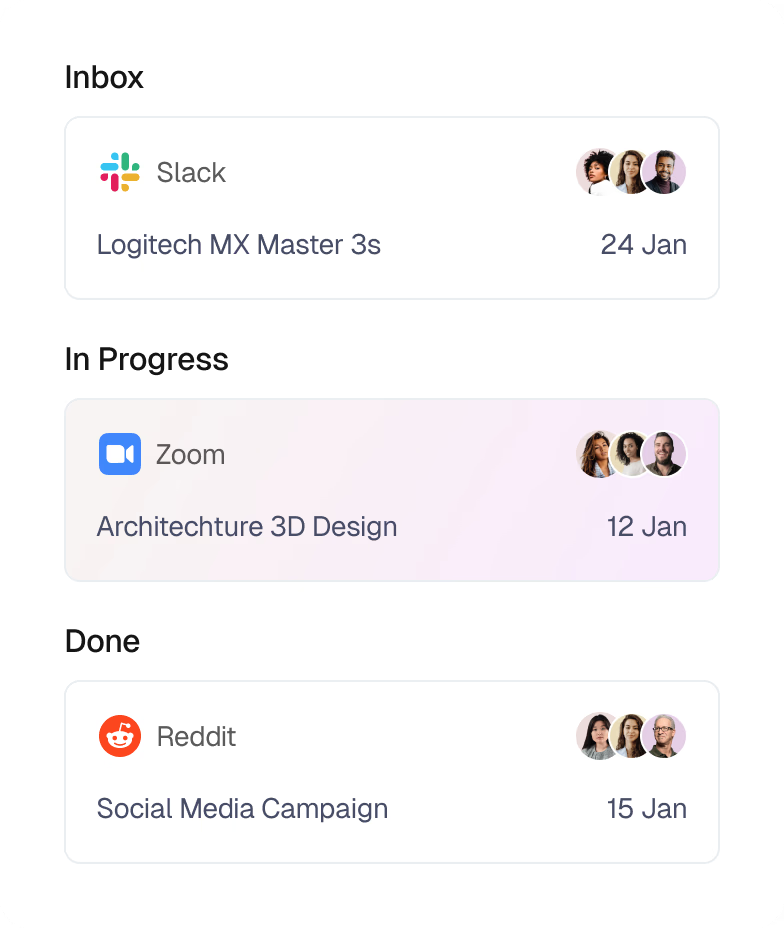 Inbox
Slack
Logitech MX Master 3s
24 Jan
In Progress
Zoom
Architechture 3D Design
12 Jan
Done
Reddit
Social Media Campaign
15 Jan